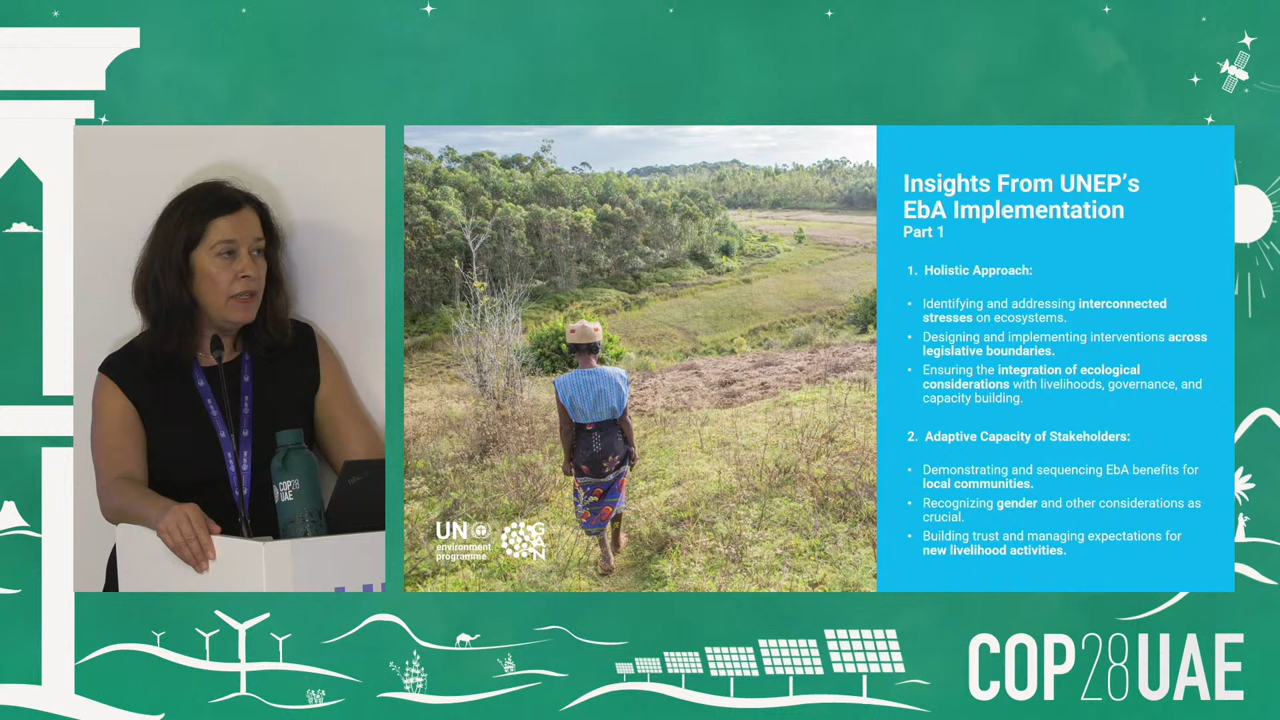 Insights From UNEP’s
EbA Implementation
Part 1
1. Holistic Approach:
• Identifying and addressing interconnected
stresses on ecosystems.
• Designing and implementing interventions across
legislative boundaries.
• Ensuring the integration of ecological
considerations with livelihoods, governance, and
capacity building.
2. Adaptive Capacity of Stakeholders:
• Demonstrating and sequencing EbA benefits for
local communities.
• Recognizing gender and other considerations as
crucial.
• Building trust and managing expectations for
new livelihood activities.
UN
environment
programme
GAN
COP28
UAE
COP28UAE